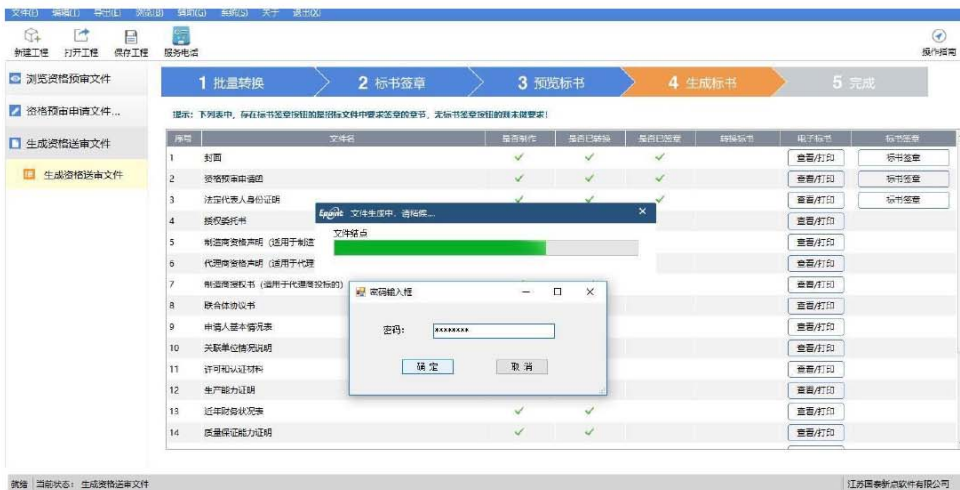 文件(F) 编辑(I) 导出(E) 浏览(B) 辅助(G) 系统(S) 关于 退出(X)
新建工程 打开工程 保存工程 服务电话 操作指南
浏览资格预审文件
资格预审申请文件...
生成资格送审文件
生成资格送审文件
1 批量转换 2 标书签章 3 预览标书 4 生成标书 5 完成
提示：下列表中，存在标书签章按钮的是招标文件中要求签章的章节，无标书签章按钮的则未做要求！
序号 文件名 是否制作 是否已转换 是否已签章 转换标书 电子标书 标书签章
1 封面 查看/打印 标书签章
2 资格预审申请函 查看/打印 标书签章
3 法定代表人身份证明 查看/打印 标书签章
4 授权委托书 查看/打印
5 制造商资格声明（适用于制造 查看/打印
6 代理商资格声明（适用于代理 查看/打印
7 制造商授权书（适用于代理商投标的） 查看/打印
8 联合体协议书 查看/打印
9 申请人基本情况表 查看/打印
10 关联单位情况说明 查看/打印
11 许可和认证材料 查看/打印
12 生产能力证明 查看/打印
13 近年财务状况表 查看/打印
14 质量保证能力证明 查看/打印
Epoint 文件生成中，请稍候...
文件结点
密码输入框
密码： ********
确定 取消
就绪 当前状态：生成资格送审文件 江苏国泰新点软件有限公司